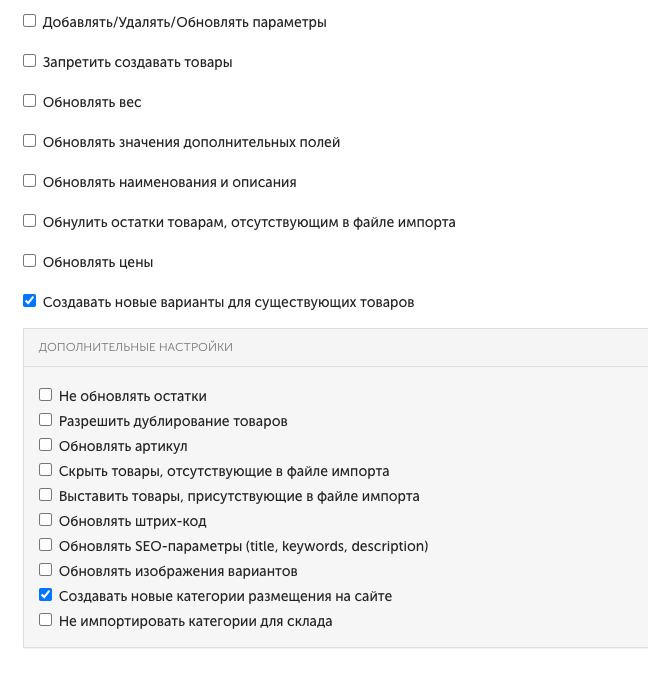 Добавлять/Удалять/Обновлять параметры
Запретить создавать товары
Обновлять вес
Обновлять значения дополнительных полей
Обновлять наименования и описания
Обнулить остатки товарам, отсутствующим в файле импорта
Обновлять цены
Создавать новые варианты для существующих товаров
ДОПОЛНИТЕЛЬНЫЕ НАСТРОЙКИ
Не обновлять остатки
Разрешить дублирование товаров
Обновлять артикул
Скрыть товары, отсутствующие в файле импорта
Выставить товары, присутствующие в файле импорта
Обновлять штрих-код
Обновлять SEO-параметры (title, keywords, description)
Обновлять изображения вариантов
Создавать новые категории размещения на сайте
Не импортировать категории для склада